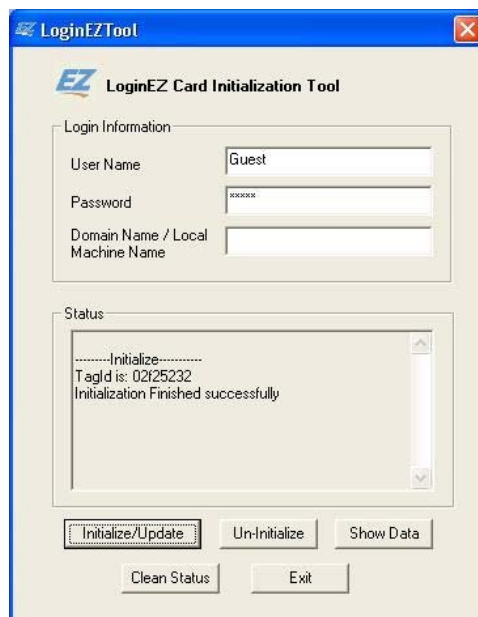 LoginEZTool
EZ LoginEZ Card Initialization Tool
Login Information
User Name
Guest
Password
×××××
Domain Name / Local
Machine Name
Status
---------Initialize-----------
TagId is: 02f25232
Initialization Finished successfully
Initialize/Update Un-Initialize Show Data
Clean Status Exit